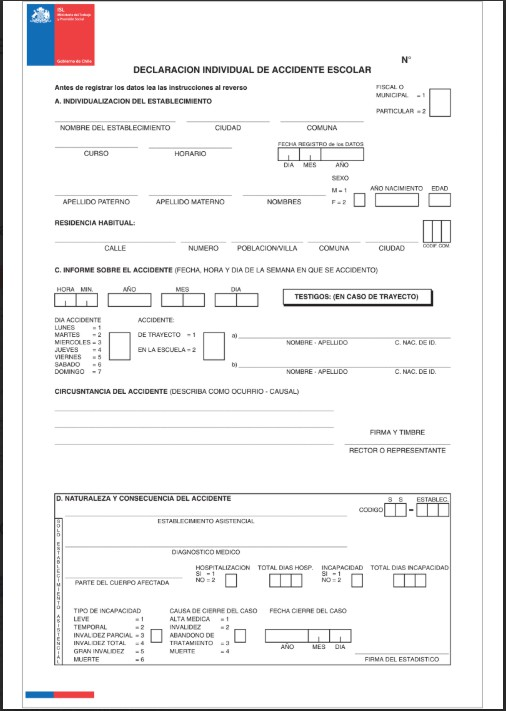 ISL
Ministerio del Trabajo
y Previsión Social
Gobierno de Chile
N°
DECLARACION INDIVIDUAL DE ACCIDENTE ESCOLAR
Antes de registrar los datos lea las instrucciones al reverso
FISCAL O
MUNICIPAL = 1
PARTICULAR = 2
A. INDIVIDUALIZACION DEL ESTABLECIMIENTO
NOMBRE DEL ESTABLECIMIENTO CIUDAD COMUNA
FECHA REGISTRO de los DATOS
CURSO HORARIO
DIA MES AÑO
SEXO
M = 1
F = 2
AÑO NACIMIENTO EDAD
APELLIDO PATERNO APELLIDO MATERNO NOMBRES
RESIDENCIA HABITUAL:
CALLE NUMERO POBLACION/VILLA COMUNA CIUDAD CODIF. COM.
C. INFORME SOBRE EL ACCIDENTE (FECHA, HORA Y DIA DE LA SEMANA EN QUE SE ACCIDENTO)
HORA MIN. AÑO MES DIA
TESTIGOS: (EN CASO DE TRAYECTO)
DIA ACCIDENTE
LUNES = 1
MARTES = 2
MIERCOLES = 3
JUEVES = 4
VIERNES = 5
SABADO = 6
DOMINGO = 7
ACCIDENTE:
DE TRAYECTO = 1
EN LA ESCUELA = 2
a)
NOMBRE - APELLIDO C. NAC. DE ID.
b)
NOMBRE - APELLIDO C. NAC. DE ID.
CIRCUSNTANCIA DEL ACCIDENTE (DESCRIBA COMO OCURRIO - CAUSAL)
FIRMA Y TIMBRE
RECTOR O REPRESENTANTE
D. NATURALEZA Y CONSECUENCIA DEL ACCIDENTE
S S ESTABLEC.
CODIGO –
SOLO ESTABLECIMIENTO ASISTENCIAL
ESTABLECIMIENTO ASISTENCIAL
DIAGNOSTICO MEDICO
HOSPITALIZACION
SI = 1
NO = 2
TOTAL DIAS HOSP.
INCAPACIDAD
SI = 1
NO = 2
TOTAL DIAS INCAPACIDAD
PARTE DEL CUERPO AFECTADA
TIPO DE INCAPACIDAD
LEVE = 1
TEMPORAL = 2
INVALIDEZ PARCIAL = 3
INVALIDEZ TOTAL = 4
GRAN INVALIDEZ = 5
MUERTE = 6
CAUSA DE CIERRE DEL CASO
ALTA MEDICA = 1
INVALIDEZ = 2
ABANDONO DE
TRATAMIENTO = 3
MUERTE = 4
FECHA CIERRE DEL CASO
AÑO MES DIA
FIRMA DEL ESTADISTICO